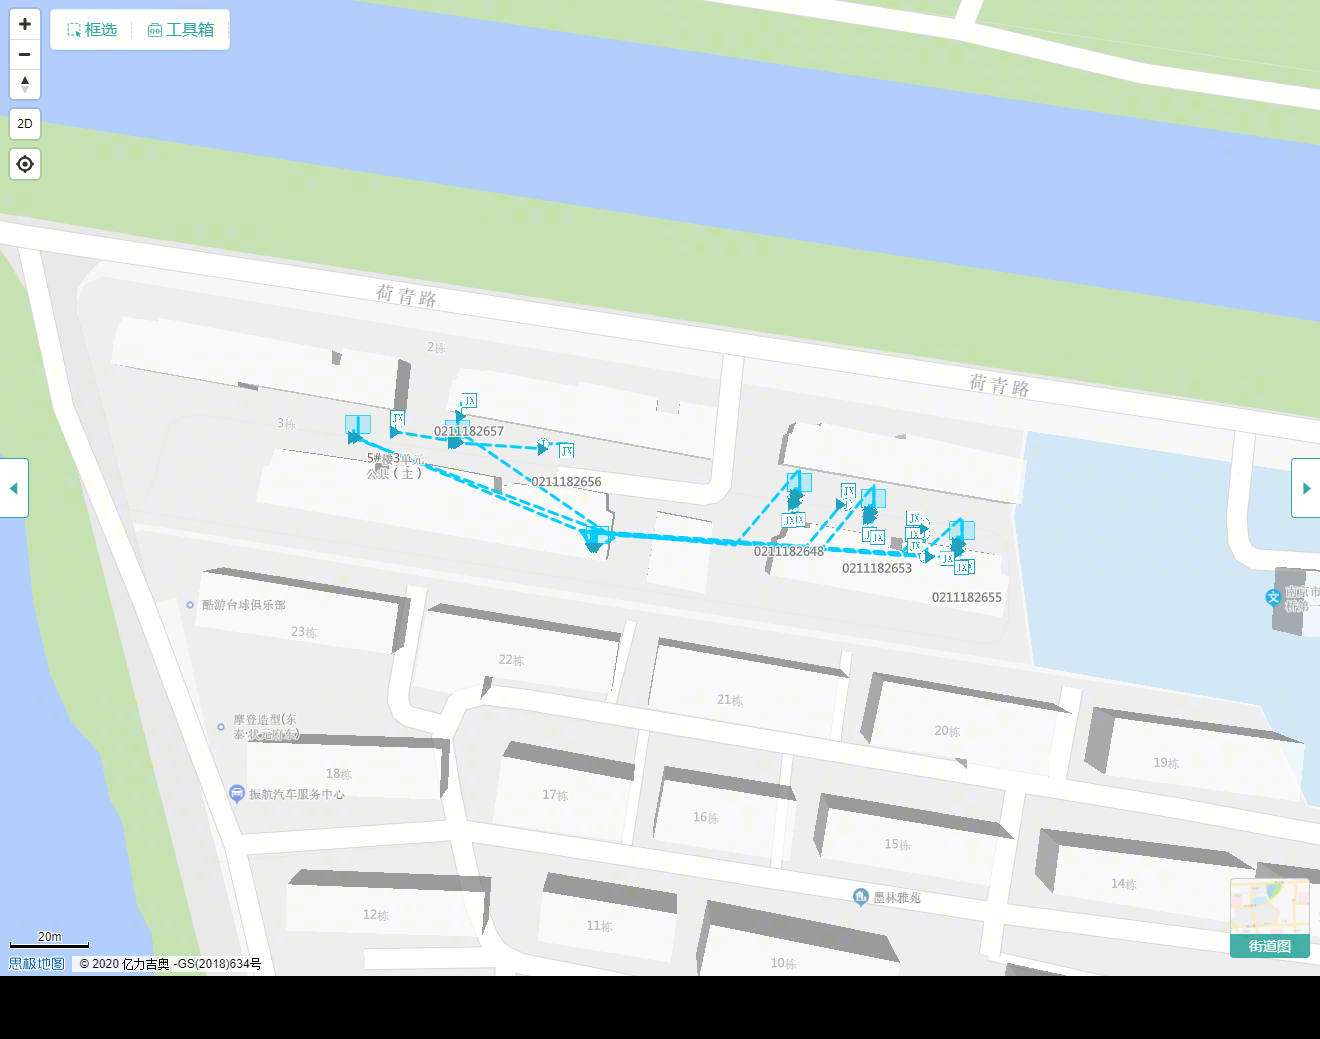 框选
工具箱
2D
荷青路
2栋
荷青路
JX
JX
3栋
0211182657
JX
5#楼3单元
公集（主）
0211182656
JX
JX
JX
JX
JX
JX
0211182648
JX
0211182653
JX
0211182655
南京市
桥第一
酷游台球俱乐部
23栋
22栋
21栋
摩登造型(东
泰·状元府东)
20栋
18栋
19栋
振航汽车服务中心
17栋
16栋
15栋
14栋
墨林雅苑
12栋
11栋
10栋
20m
街道图
思极地图
© 2020 亿力吉奥 -GS(2018)634号